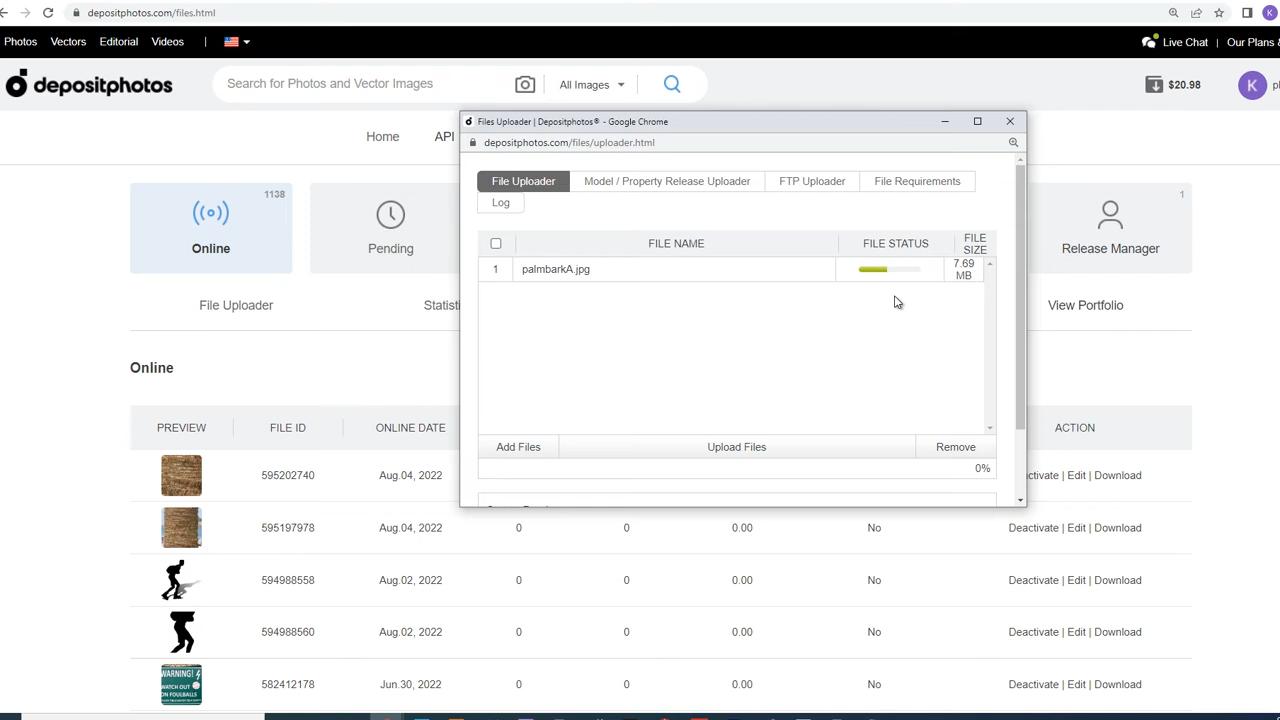 depositphotos.com/files.html
K
Photos Vectors Editorial Videos | Live Chat | Our Plans &
depositphotos Search for Photos and Vector Images All Images $20.98 K
Files Uploader | Depositphotos® - Google Chrome
Home API
depositphotos.com/files/uploader.html
File Uploader Model / Property Release Uploader FTP Uploader File Requirements
1138 1
Log
Online Pending Release Manager
FILE NAME FILE STATUS FILE SIZE
1 palmbarkA.jpg 7.69 MB
File Uploader Statisti View Portfolio
Online
PREVIEW FILE ID ONLINE DATE ACTION
Add Files Upload Files Remove
0%
595202740 Aug.04, 2022 Deactivate | Edit | Download
595197978 Aug.04, 2022 0 0 0.00 No Deactivate | Edit | Download
594988558 Aug.02, 2022 0 0 0.00 No Deactivate | Edit | Download
594988560 Aug.02, 2022 0 0 0.00 No Deactivate | Edit | Download
WARNING!
WATCH OUT
ON FOULBALLS
582412178 Jun.30, 2022 0 0 0.00 No Deactivate | Edit | Download